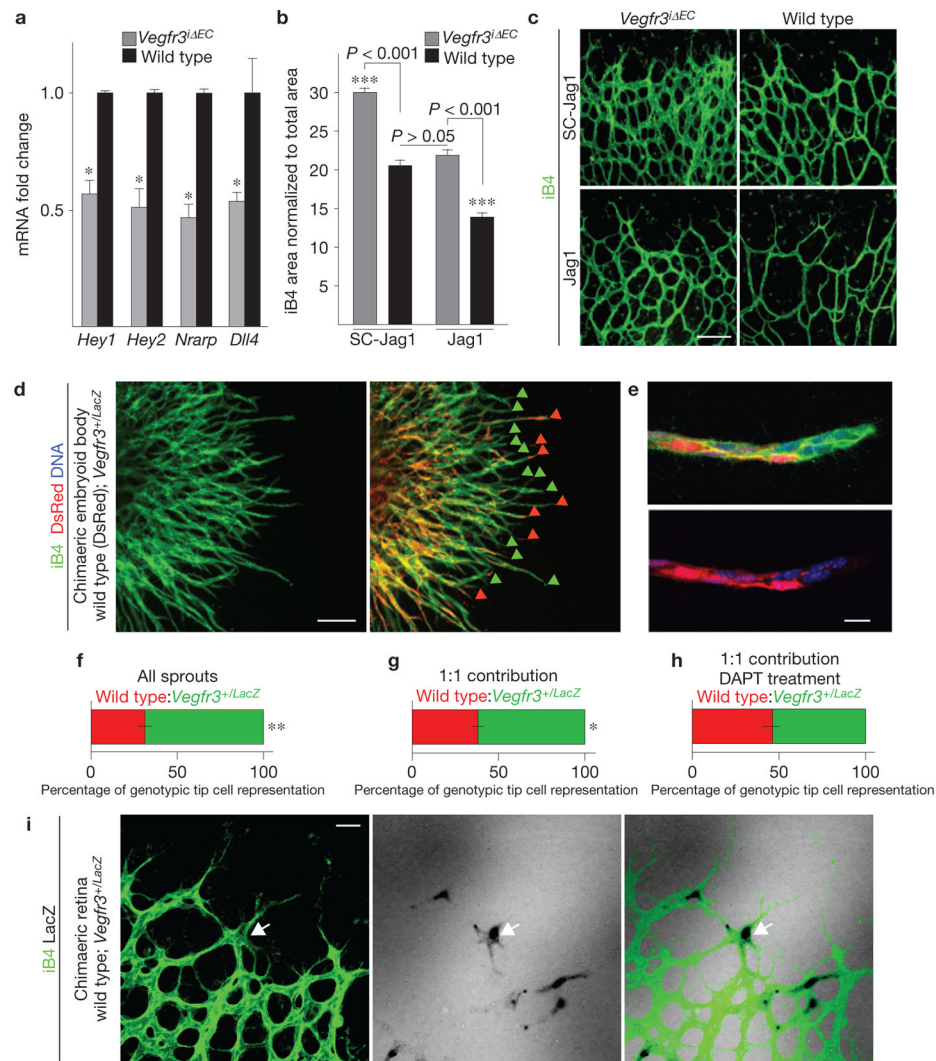 a
Vegfr3iΔEC
Wild type
mRNA fold change
1.0
0.5
*
*
*
*
Hey1 Hey2 Nrarp Dll4
b
Vegfr3iΔEC
Wild type
iB4 area normalized to total area
P < 0.001
***
P < 0.001
P > 0.05
***
30
25
20
15
10
5
SC-Jag1 Jag1
c
Vegfr3iΔEC Wild type
iB4
SC-Jag1
Jag1
d
iB4 DsRed DNA
Chimaeric embryoid body
wild type (DsRed); Vegfr3+/LacZ
e
f
All sprouts
Wild type:Vegfr3+/LacZ
**
0 50 100
Percentage of genotypic tip cell representation
g
1:1 contribution
Wild type:Vegfr3+/LacZ
*
0 50 100
Percentage of genotypic tip cell representation
h
1:1 contribution
DAPT treatment
Wild type:Vegfr3+/LacZ
0 50 100
Percentage of genotypic tip cell representation
i
iB4 LacZ
Chimaeric retina
wild type; Vegfr3+/LacZ